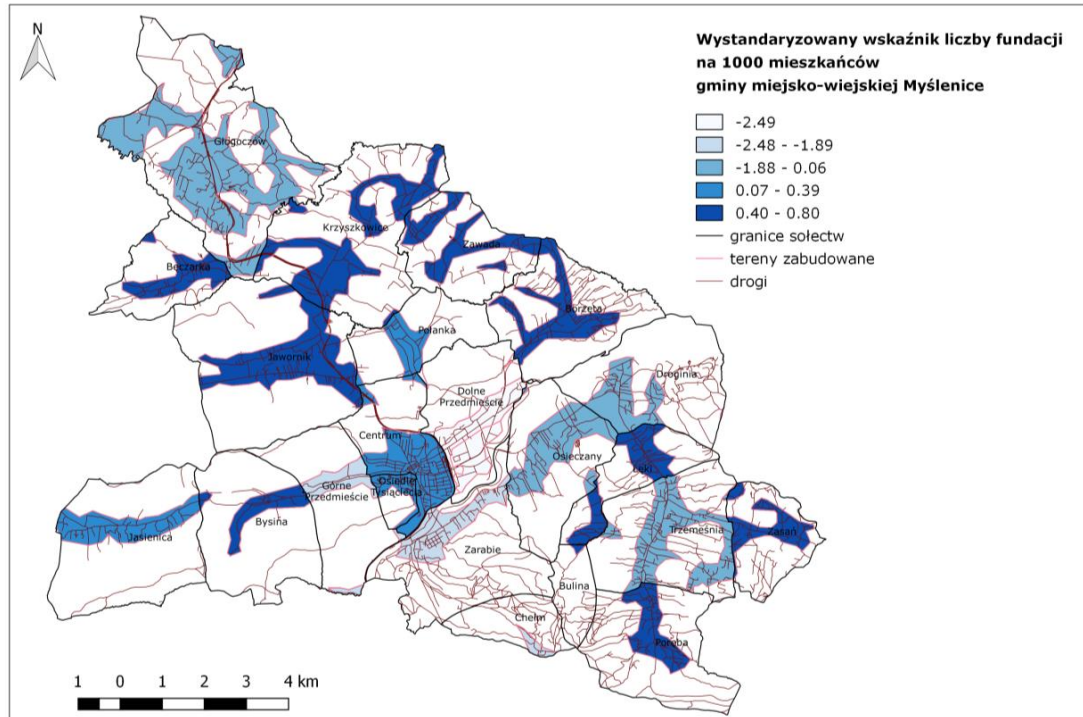 N
Wystandaryzowany wskaźnik liczby fundacji
na 1000 mieszkańców
gminy miejsko-wiejskiej Myślenice
-2.49
-2.48 - -1.89
-1.88 - 0.06
0.07 - 0.39
0.40 - 0.80
granice sołectw
tereny zabudowane
drogi
Głogoczów
Krzyszkowice
Zawada
Bęczarka
Borzęta
Polanka
Jawornik
Droginia
Dolne
Przedmieście
Centrum
Osieczany
Łęki
Osiedle
Tysiąclecia
Górne
Przedmieście
Bysina
Jasienica
Trzemeśnia
Zasań
Zarabie
Bulina
Chełm
Poręba
1 0 1 2 3 4 km